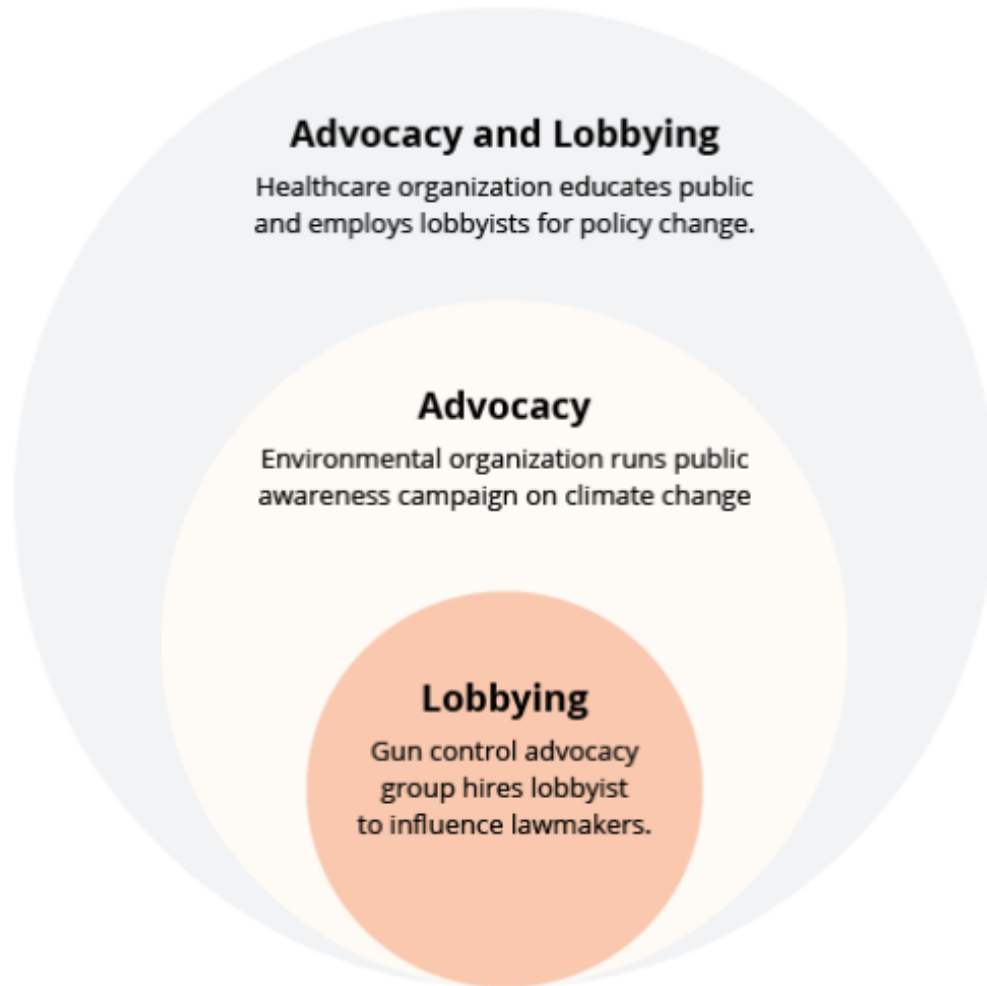 Advocacy and Lobbying
Healthcare organization educates public
and employs lobbyists for policy change.
Advocacy
Environmental organization runs public
awareness campaign on climate change
Lobbying
Gun control advocacy
group hires lobbyist
to influence lawmakers.